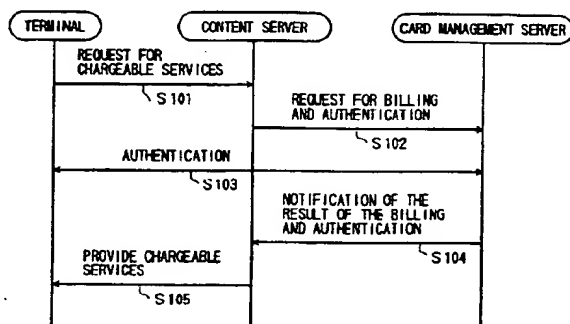 TERMINAL
CONTENT SERVER
CARD MANAGEMENT SERVER
REQUEST FOR
CHARGEABLE SERVICES
S101
REQUEST FOR BILLING
AND AUTHENTICATION
S102
AUTHENTICATION
S103
NOTIFICATION OF THE
RESULT OF THE BILLING
AND AUTHENTICATION
S104
PROVIDE CHARGEABLE
SERVICES
S105